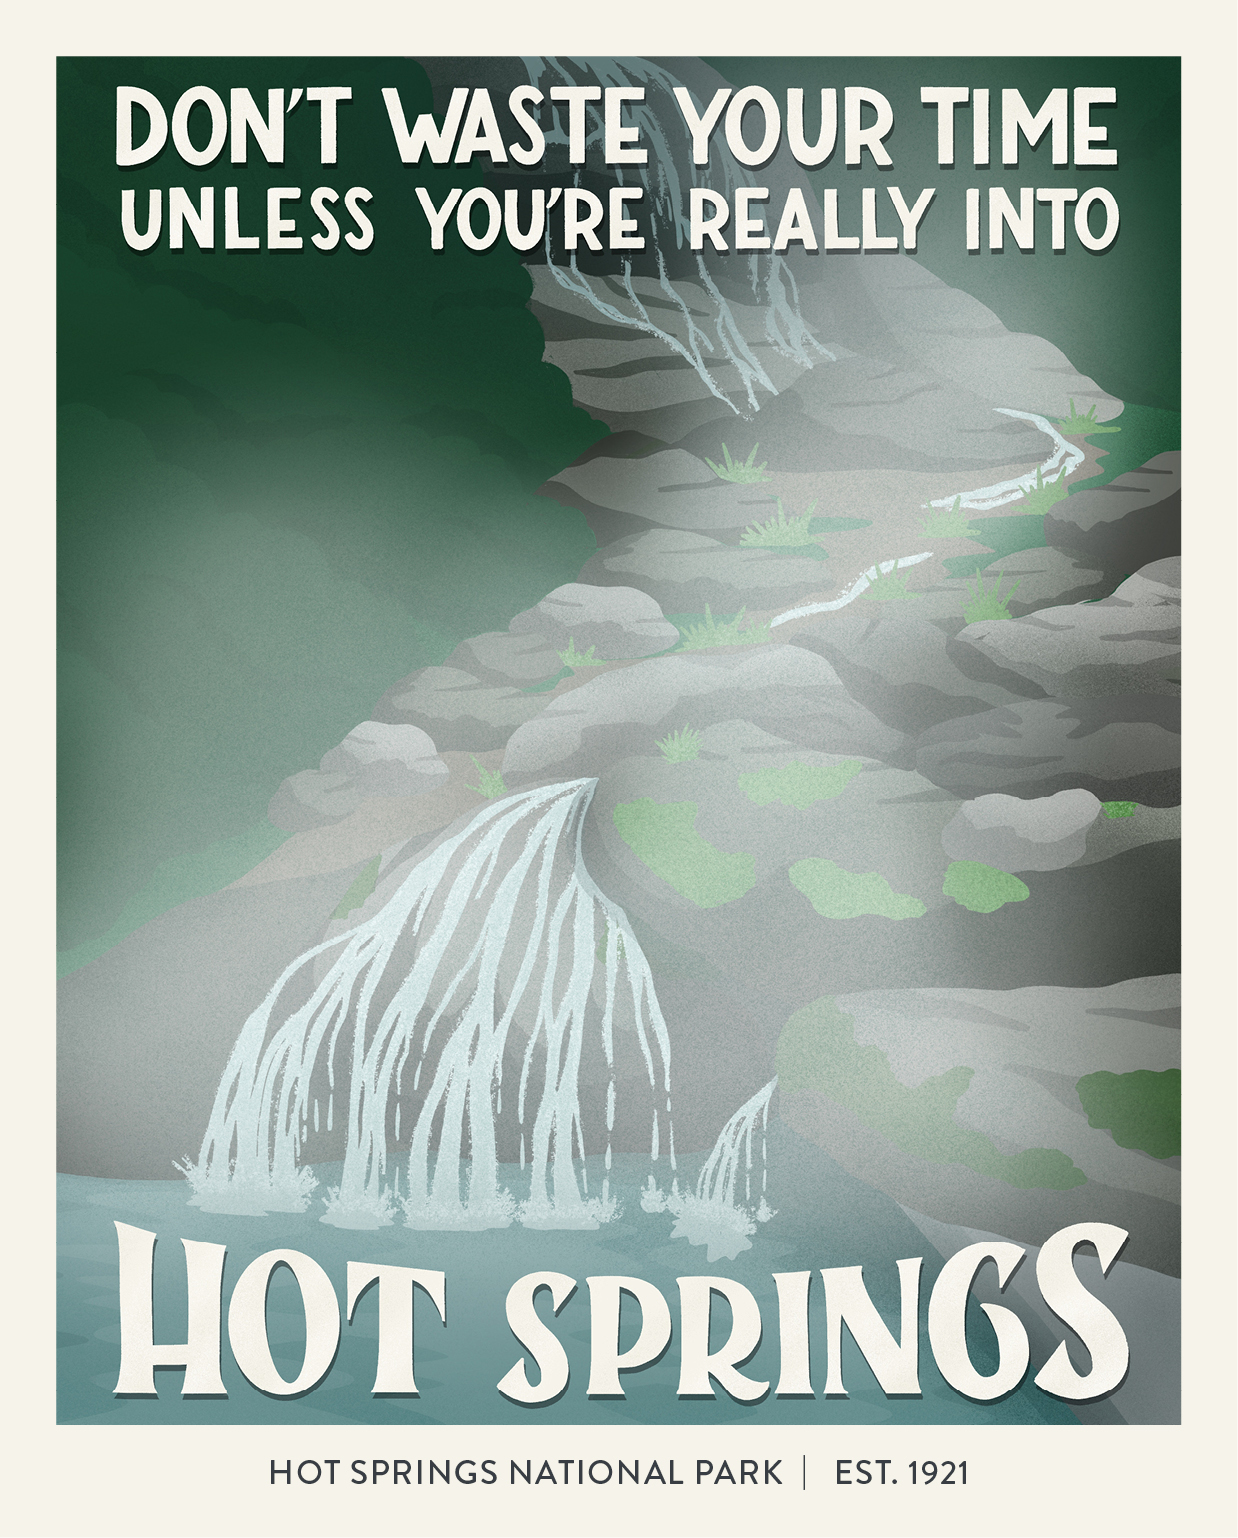 DON'T WASTE YOUR TIME
UNLESS YOU'RE REALLY INTO
HOT SPRINGS
HOT SPRINGS NATIONAL PARK | EST. 1921